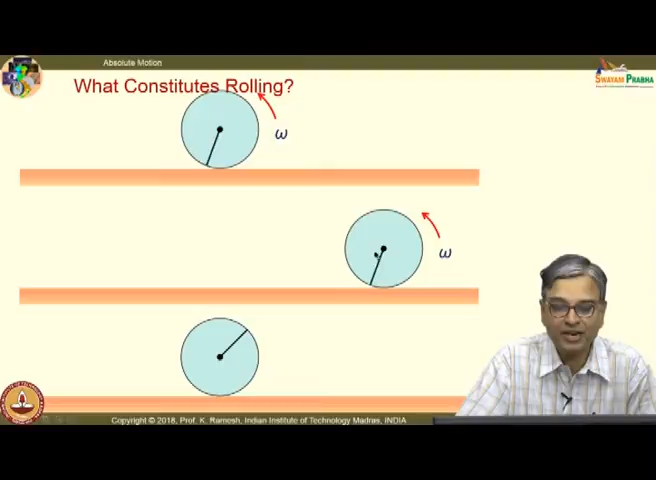 Absolute Motion
What Constitutes Rolling?
SWAYAM PRABHA
ω
ω
Copyright © 2018, Prof. K. Ramesh, Indian Institute of Technology Madras, INDIA